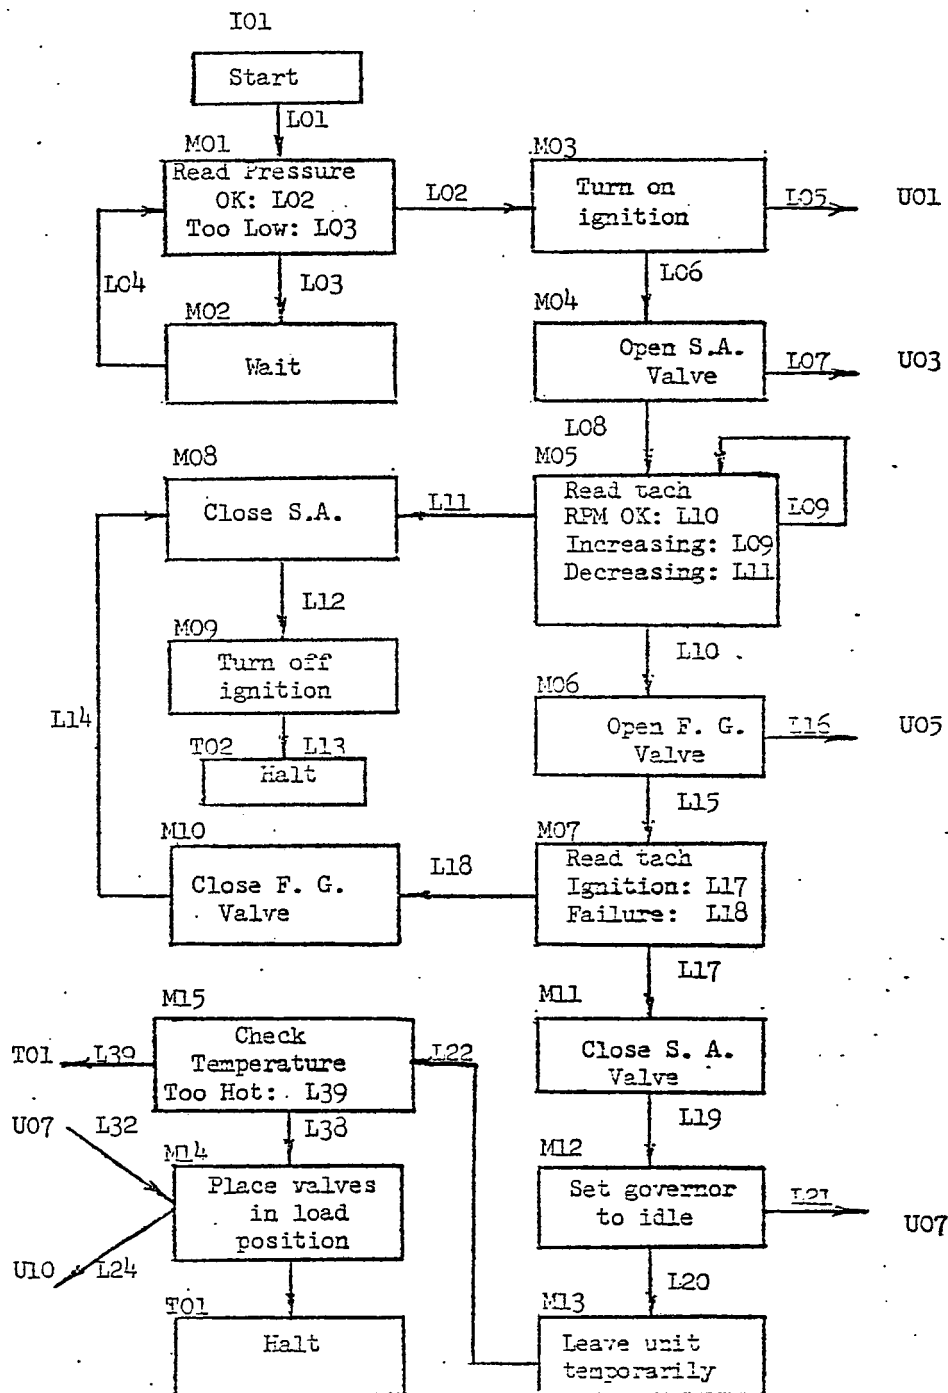 I01
Start
L01
M01
Read Pressure
OK: L02
Too Low: L03
L02
M03
Turn on
ignition
L05
U01
L04
L03
L06
M02
Wait
M04
Open S.A.
Valve
L07
U03
L08
M08
Close S.A.
L11
M05
Read tach
RPM OK: L10
Increasing: L09
Decreasing: L11
L09
L12
M09
Turn off
ignition
L10
L14
T02
L13
Halt
M06
Open F. G.
Valve
L16
U05
L15
M10
Close F. G.
Valve
L18
M07
Read tach
Ignition: L17
Failure: L18
L17
M15
Check
Temperature
Too Hot: L39
T01
L39
L22
M11
Close S. A.
Valve
U07
L32
L38
L19
M14
Place valves
in load
position
M12
Set governor
to idle
L21
U07
U10
L24
L20
T01
Halt
M13
Leave unit
temporarily